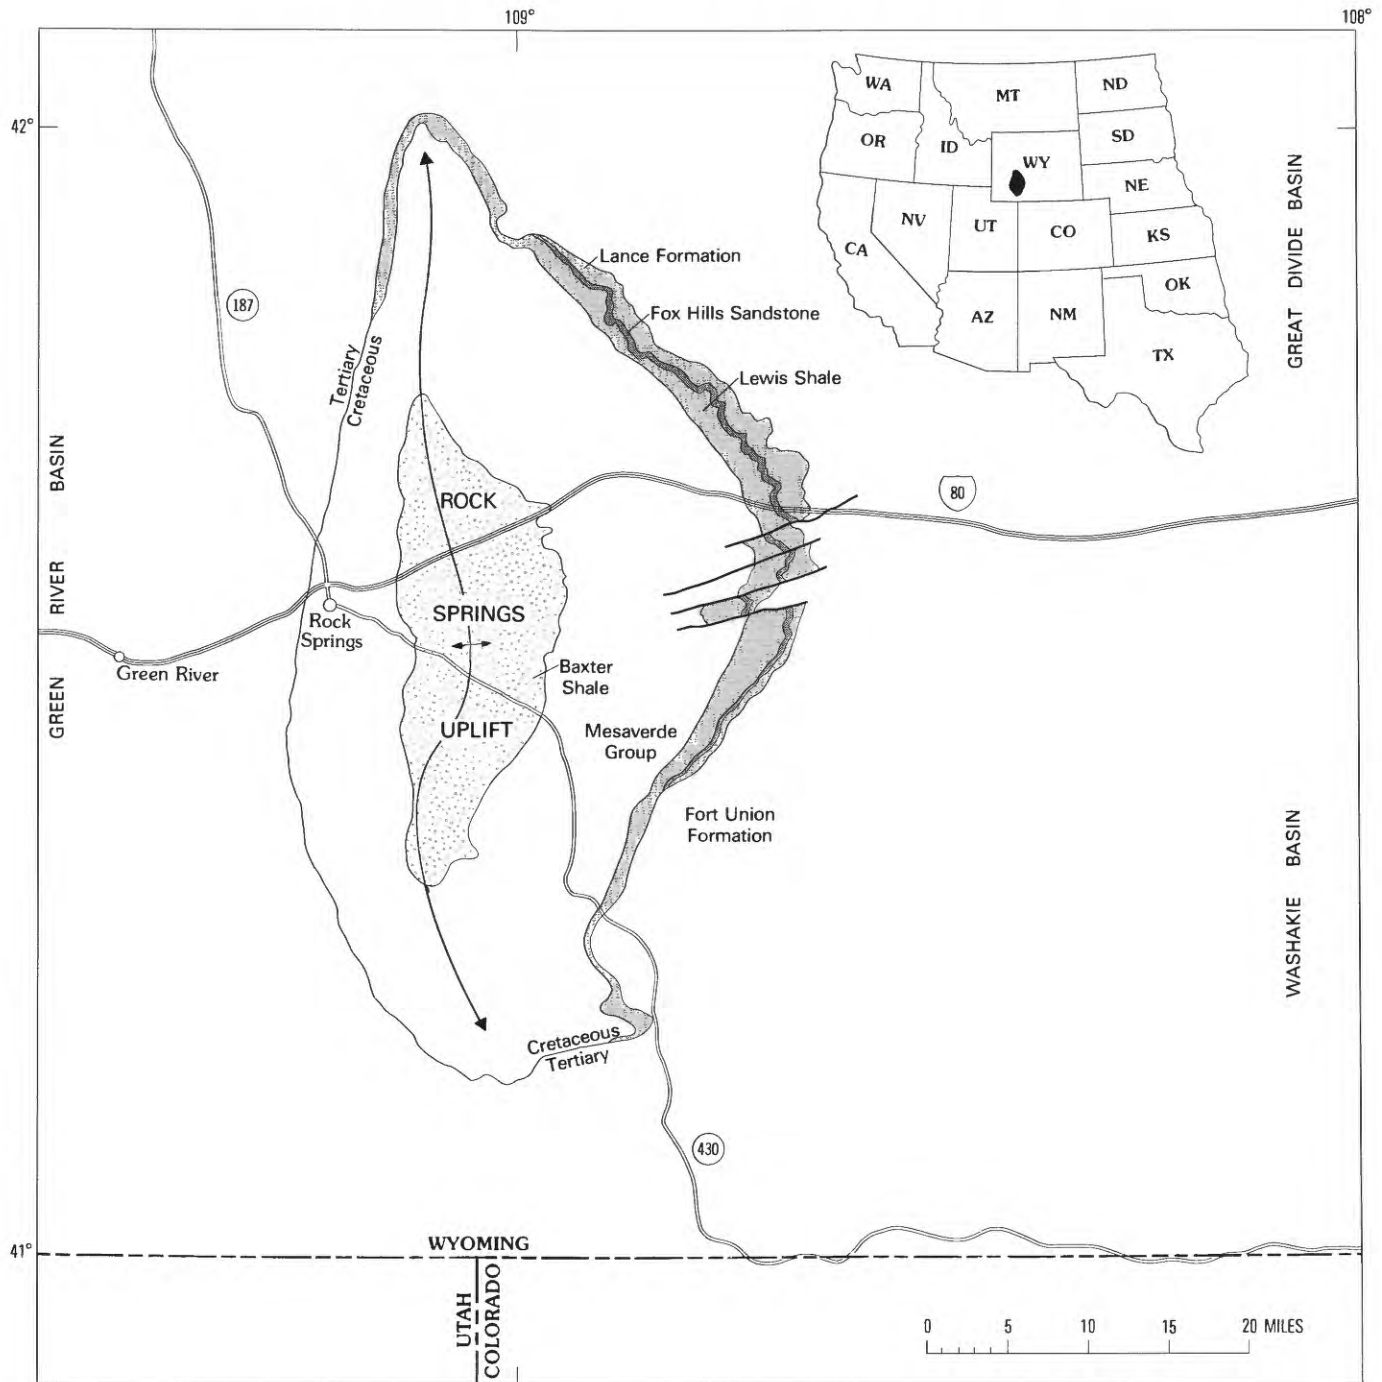 109°
108°
42°
WA
OR
CA
ID
NV
MT
WY
UT
AZ
CO
NM
ND
SD
NE
KS
OK
TX
GREAT DIVIDE BASIN
187
Lance Formation
Fox Hills Sandstone
Lewis Shale
Tertiary
Cretaceous
GREEN RIVER BASIN
80
ROCK
SPRINGS
UPLIFT
Rock
Springs
Green River
Baxter
Shale
Mesaverde
Group
Fort Union
Formation
WASHAKIE BASIN
Cretaceous
Tertiary
430
41°
WYOMING
UTAH
COLORADO
0 5 10 15 20 MILES